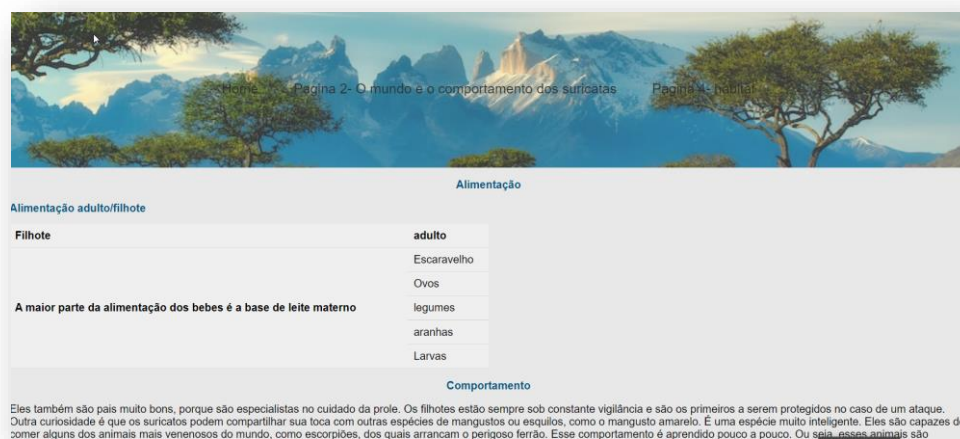 Home Pagina 2- O mundo e o comportamento dos suricatas Pagina 4- habitat
Alimentação
Alimentação adulto/filhote
Filhote adulto
Escaravelho
Ovos
A maior parte da alimentação dos bebes é a base de leite materno legumes
aranhas
Larvas
Comportamento
Eles também são pais muito bons, porque são especialistas no cuidado da prole. Os filhotes estão sempre sob constante vigilância e são os primeiros a serem protegidos no caso de um ataque.
Outra curiosidade é que os suricatos podem compartilhar sua toca com outras espécies de mangustos ou esquilos, como o mangusto amarelo. É uma espécie muito inteligente. Eles são capazes de
comer alguns dos animais mais venenosos do mundo, como escorpiões, dos quais arrancam o perigoso ferrão. Esse comportamento é aprendido pouco a pouco. Ou seja, esses animais são